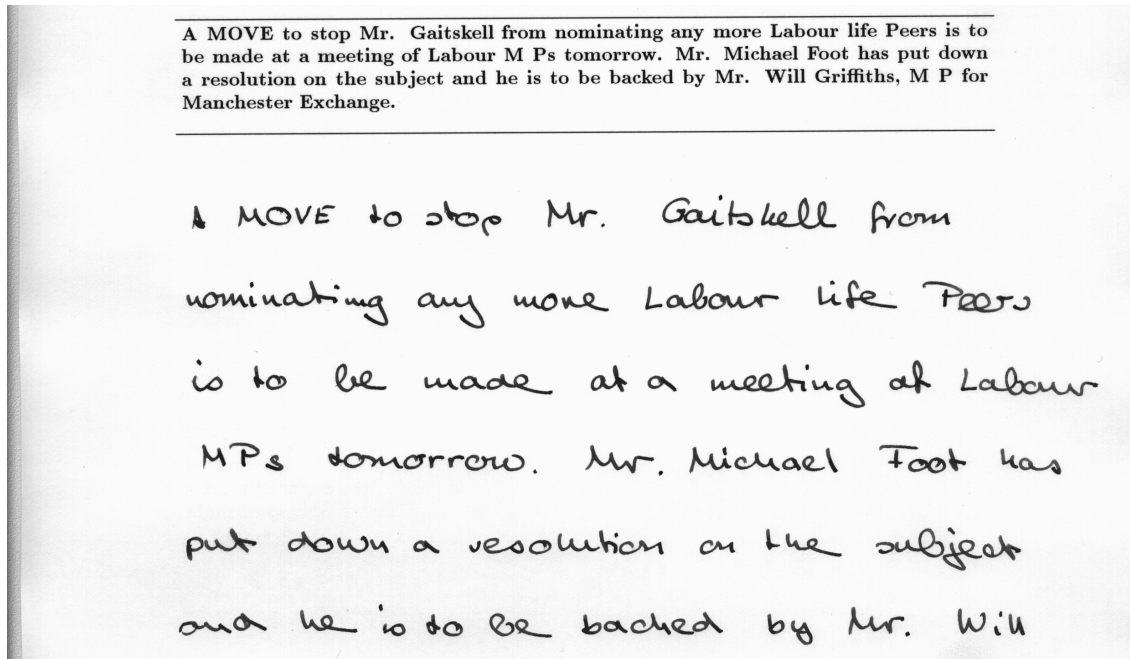 A MOVE to stop Mr. Gaitskell from nominating any more Labour life Peers is to
be made at a meeting of Labour M Ps tomorrow. Mr. Michael Foot has put down
a resolution on the subject and he is to be backed by Mr. Will Griffiths, M P for
Manchester Exchange.
A MOVE to stop Mr. Gaitskell from
nominating any more Labour life Peers
is to be made at a meeting of Labour
MPs tomorrow. Mr. Michael Foot has
put down a resolution on the subject
and he is to be backed by Mr. Will